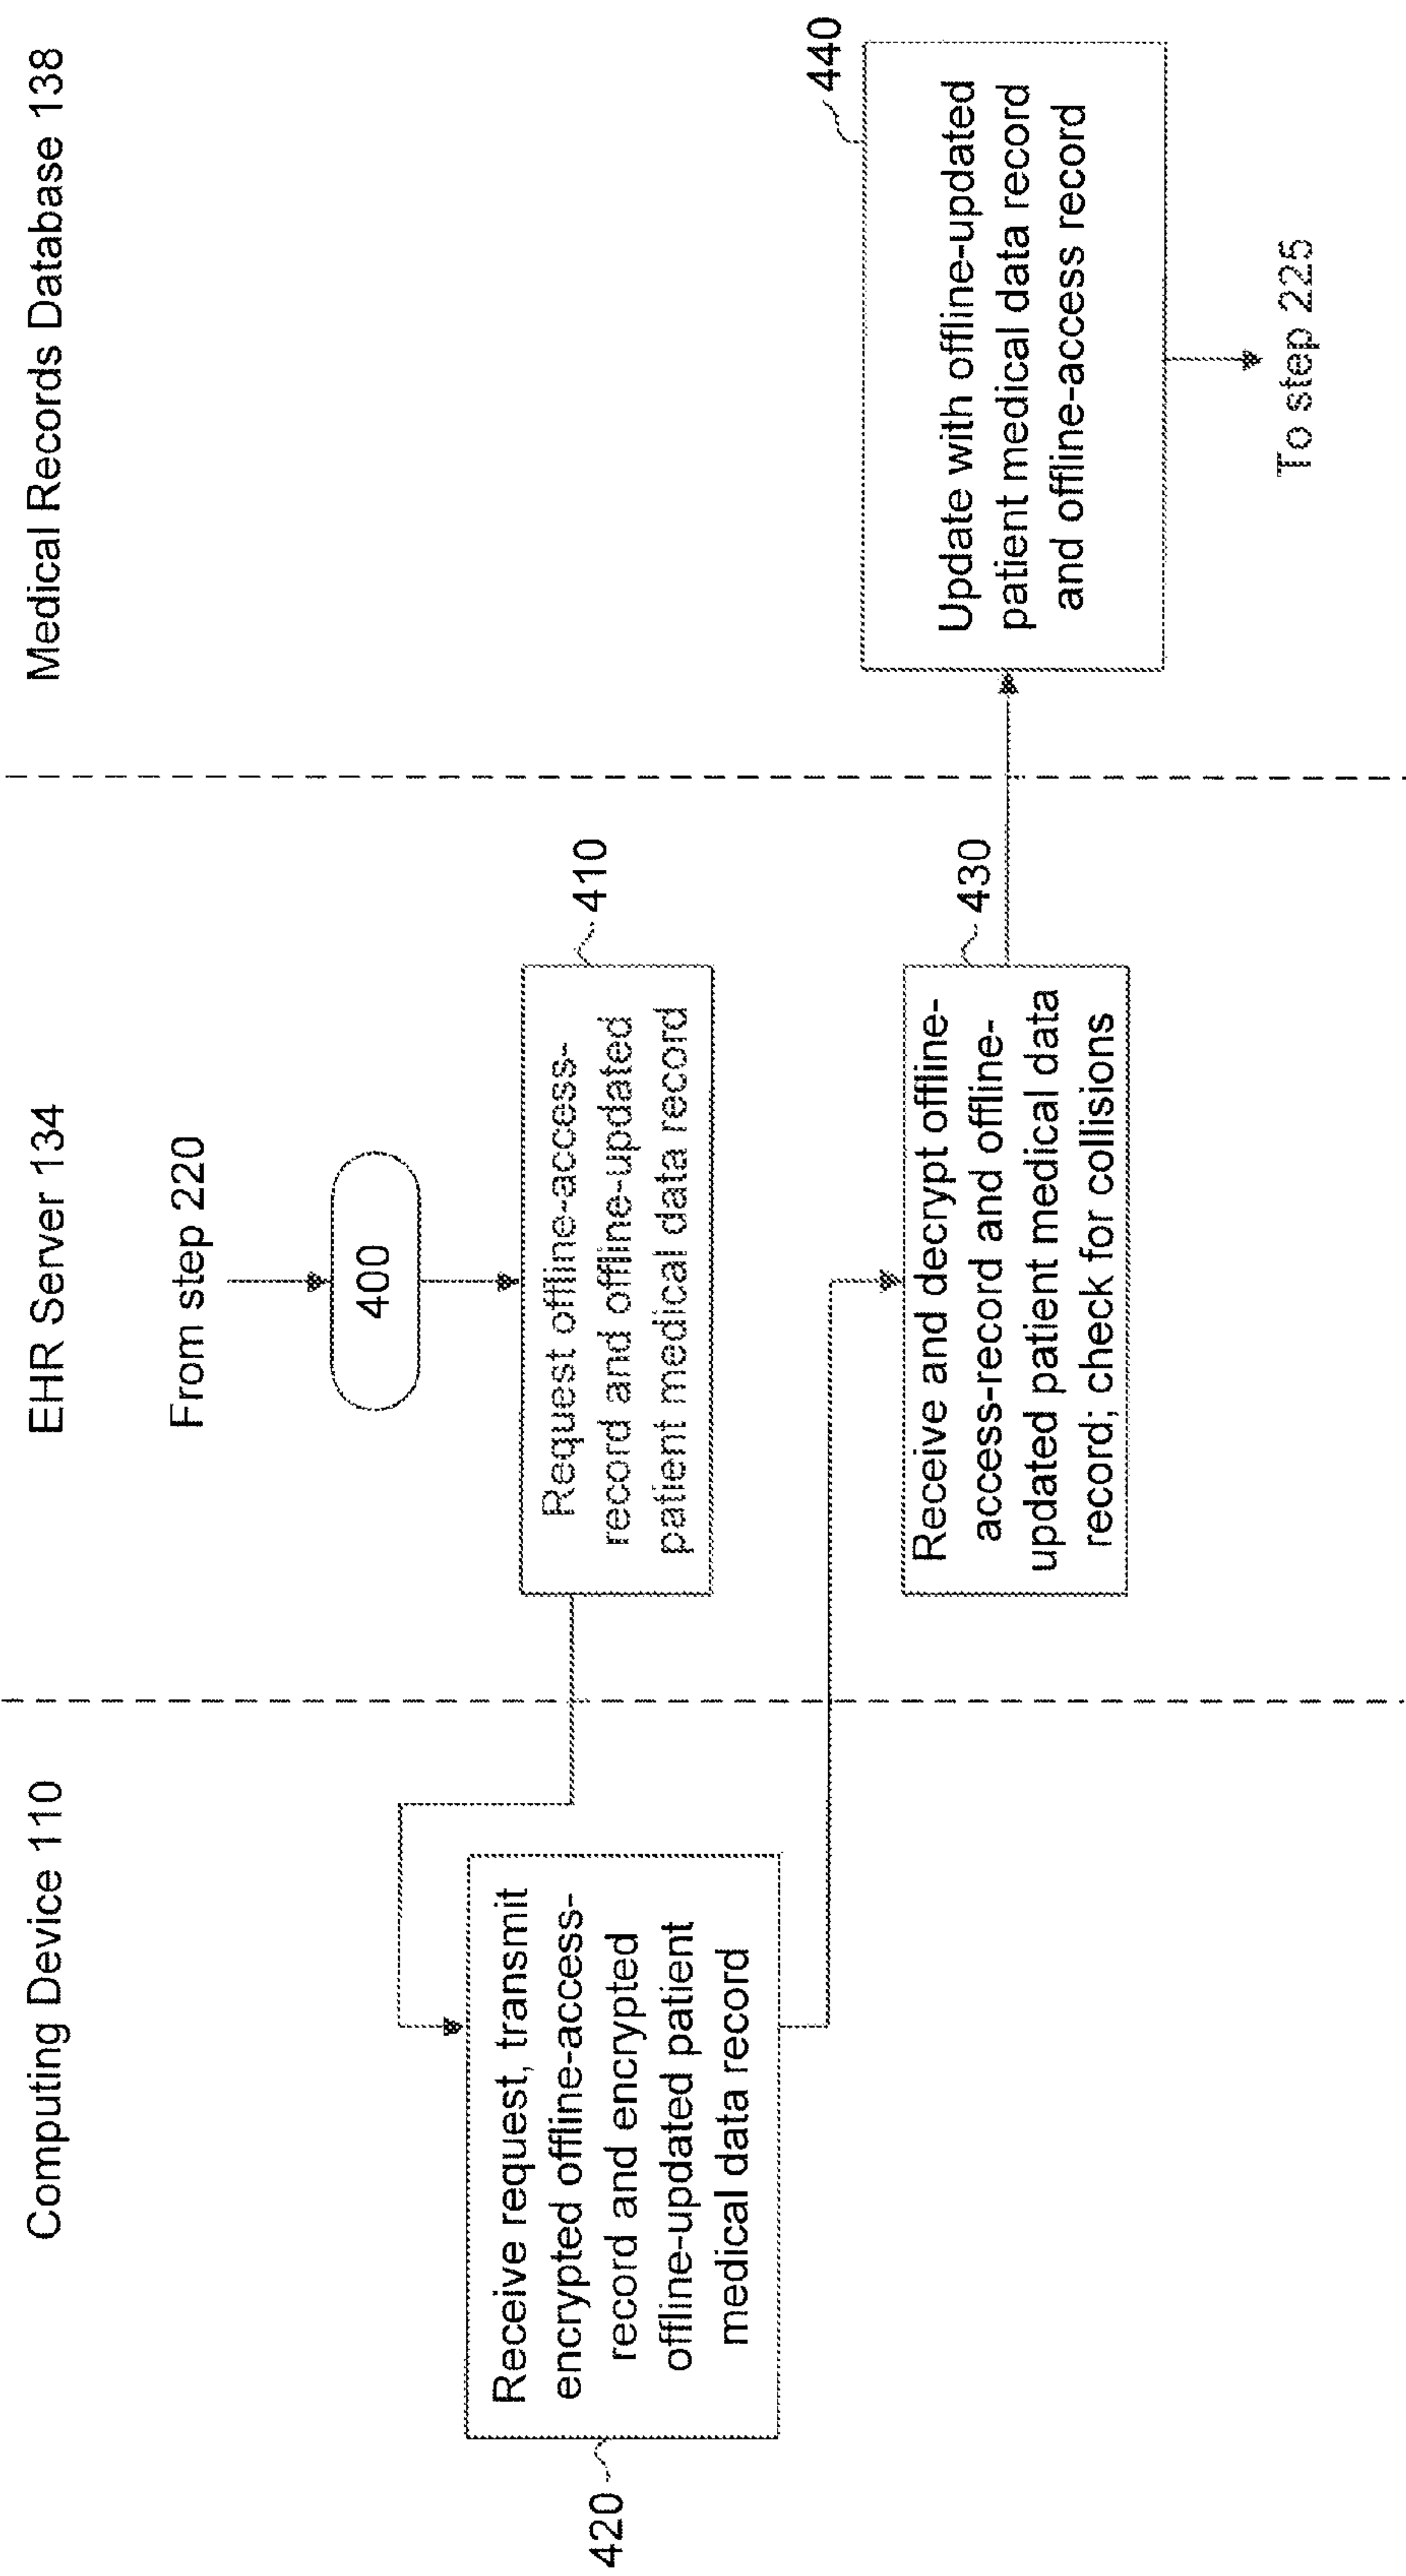 Computing Device 110
EHR Server 134
Medical Records Database 138
From step 220
400
410
Request offline-access-
record and offline-updated
patient medical data record
420
Receive request, transmit
encrypted offline-access-
record and encrypted
offline-updated patient
medical data record
430
Receive and decrypt offline-
access-record and offline-
updated patient medical data
record; check for collisions
440
Update with offline-updated
patient medical data record
and offline-access record
To step 225